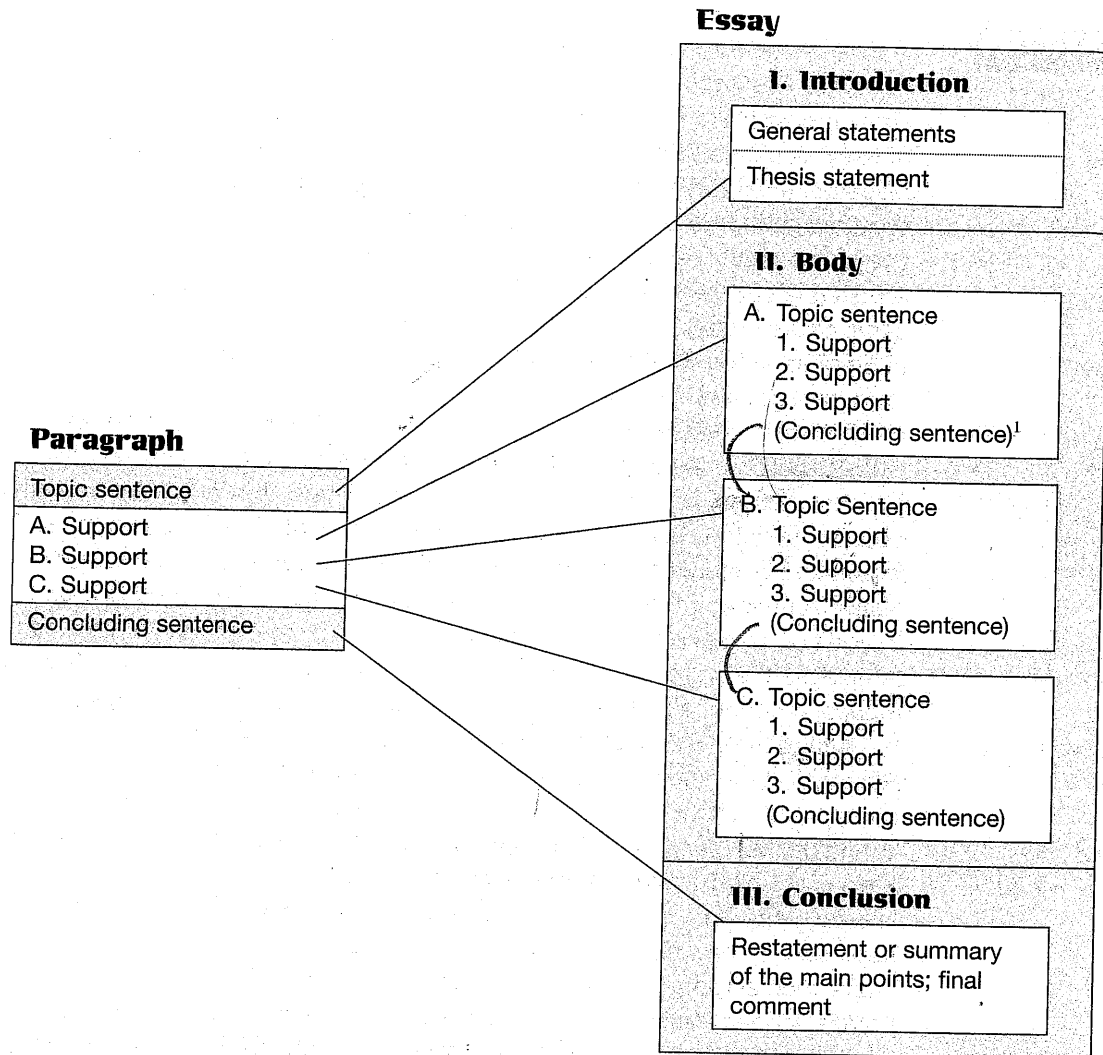 Essay
I. Introduction
General statements
Thesis statement
II. Body
A. Topic sentence
1. Support
2. Support
3. Support
(Concluding sentence)¹
B. Topic Sentence
1. Support
2. Support
3. Support
(Concluding sentence)
C. Topic sentence
1. Support
2. Support
3. Support
(Concluding sentence)
III. Conclusion
Restatement or summary
of the main points; final
comment
Paragraph
Topic sentence
A. Support
B. Support
C. Support
Concluding sentence